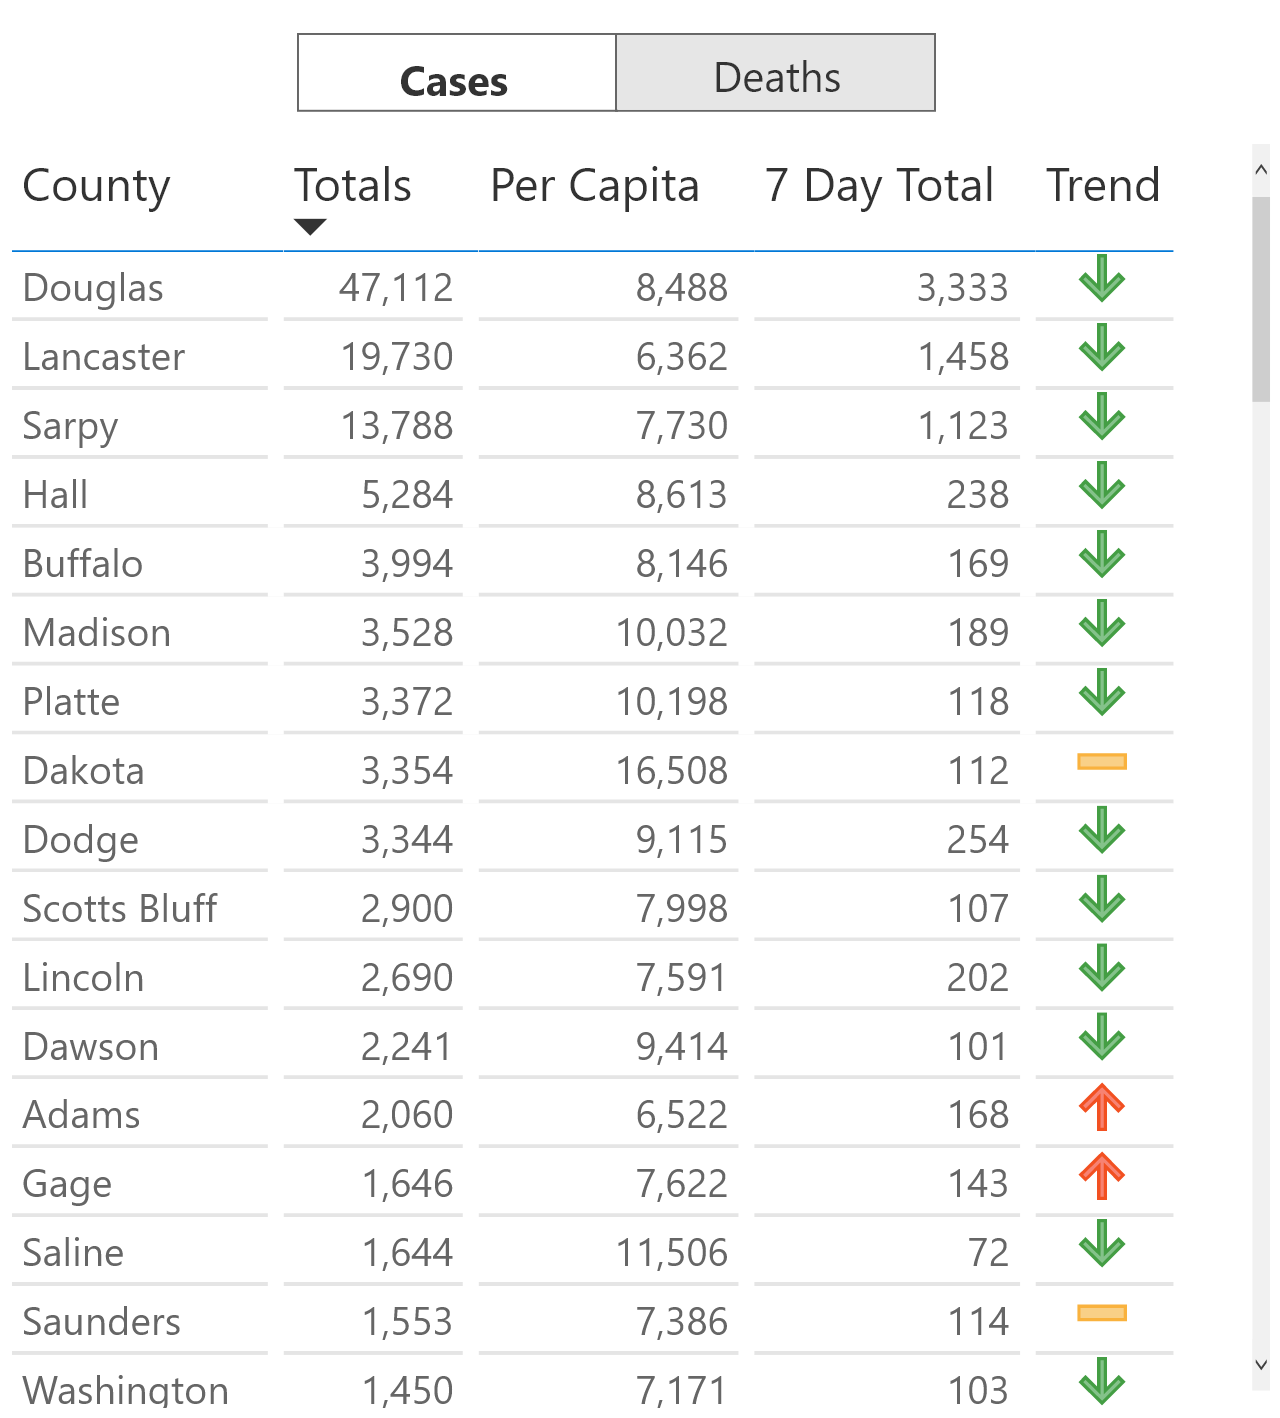 Cases Deaths
County Totals Per Capita 7 Day Total Trend
Douglas 47,112 8,488 3,333
Lancaster 19,730 6,362 1,458
Sarpy 13,788 7,730 1,123
Hall 5,284 8,613 238
Buffalo 3,994 8,146 169
Madison 3,528 10,032 189
Platte 3,372 10,198 118
Dakota 3,354 16,508 112
Dodge 3,344 9,115 254
Scotts Bluff 2,900 7,998 107
Lincoln 2,690 7,591 202
Dawson 2,241 9,414 101
Adams 2,060 6,522 168
Gage 1,646 7,622 143
Saline 1,644 11,506 72
Saunders 1,553 7,386 114
Washington 1,450 7,171 103